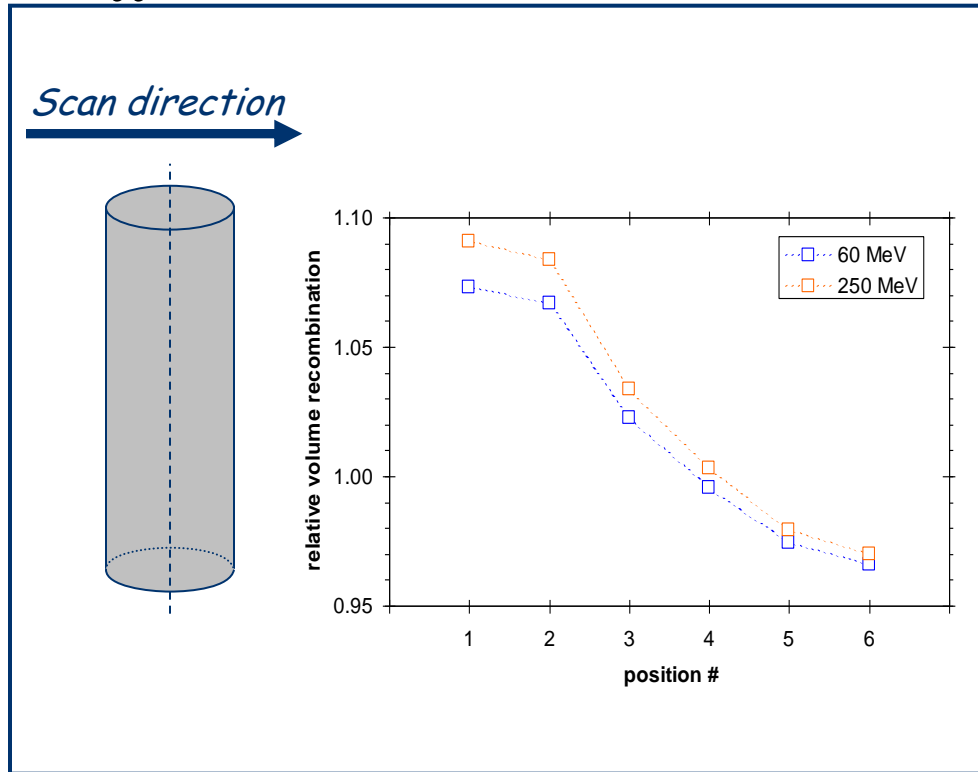 Scan direction
1.10
1.05
1.00
0.95
relative volume recombination
60 MeV
250 MeV
1 2 3 4 5 6
position #